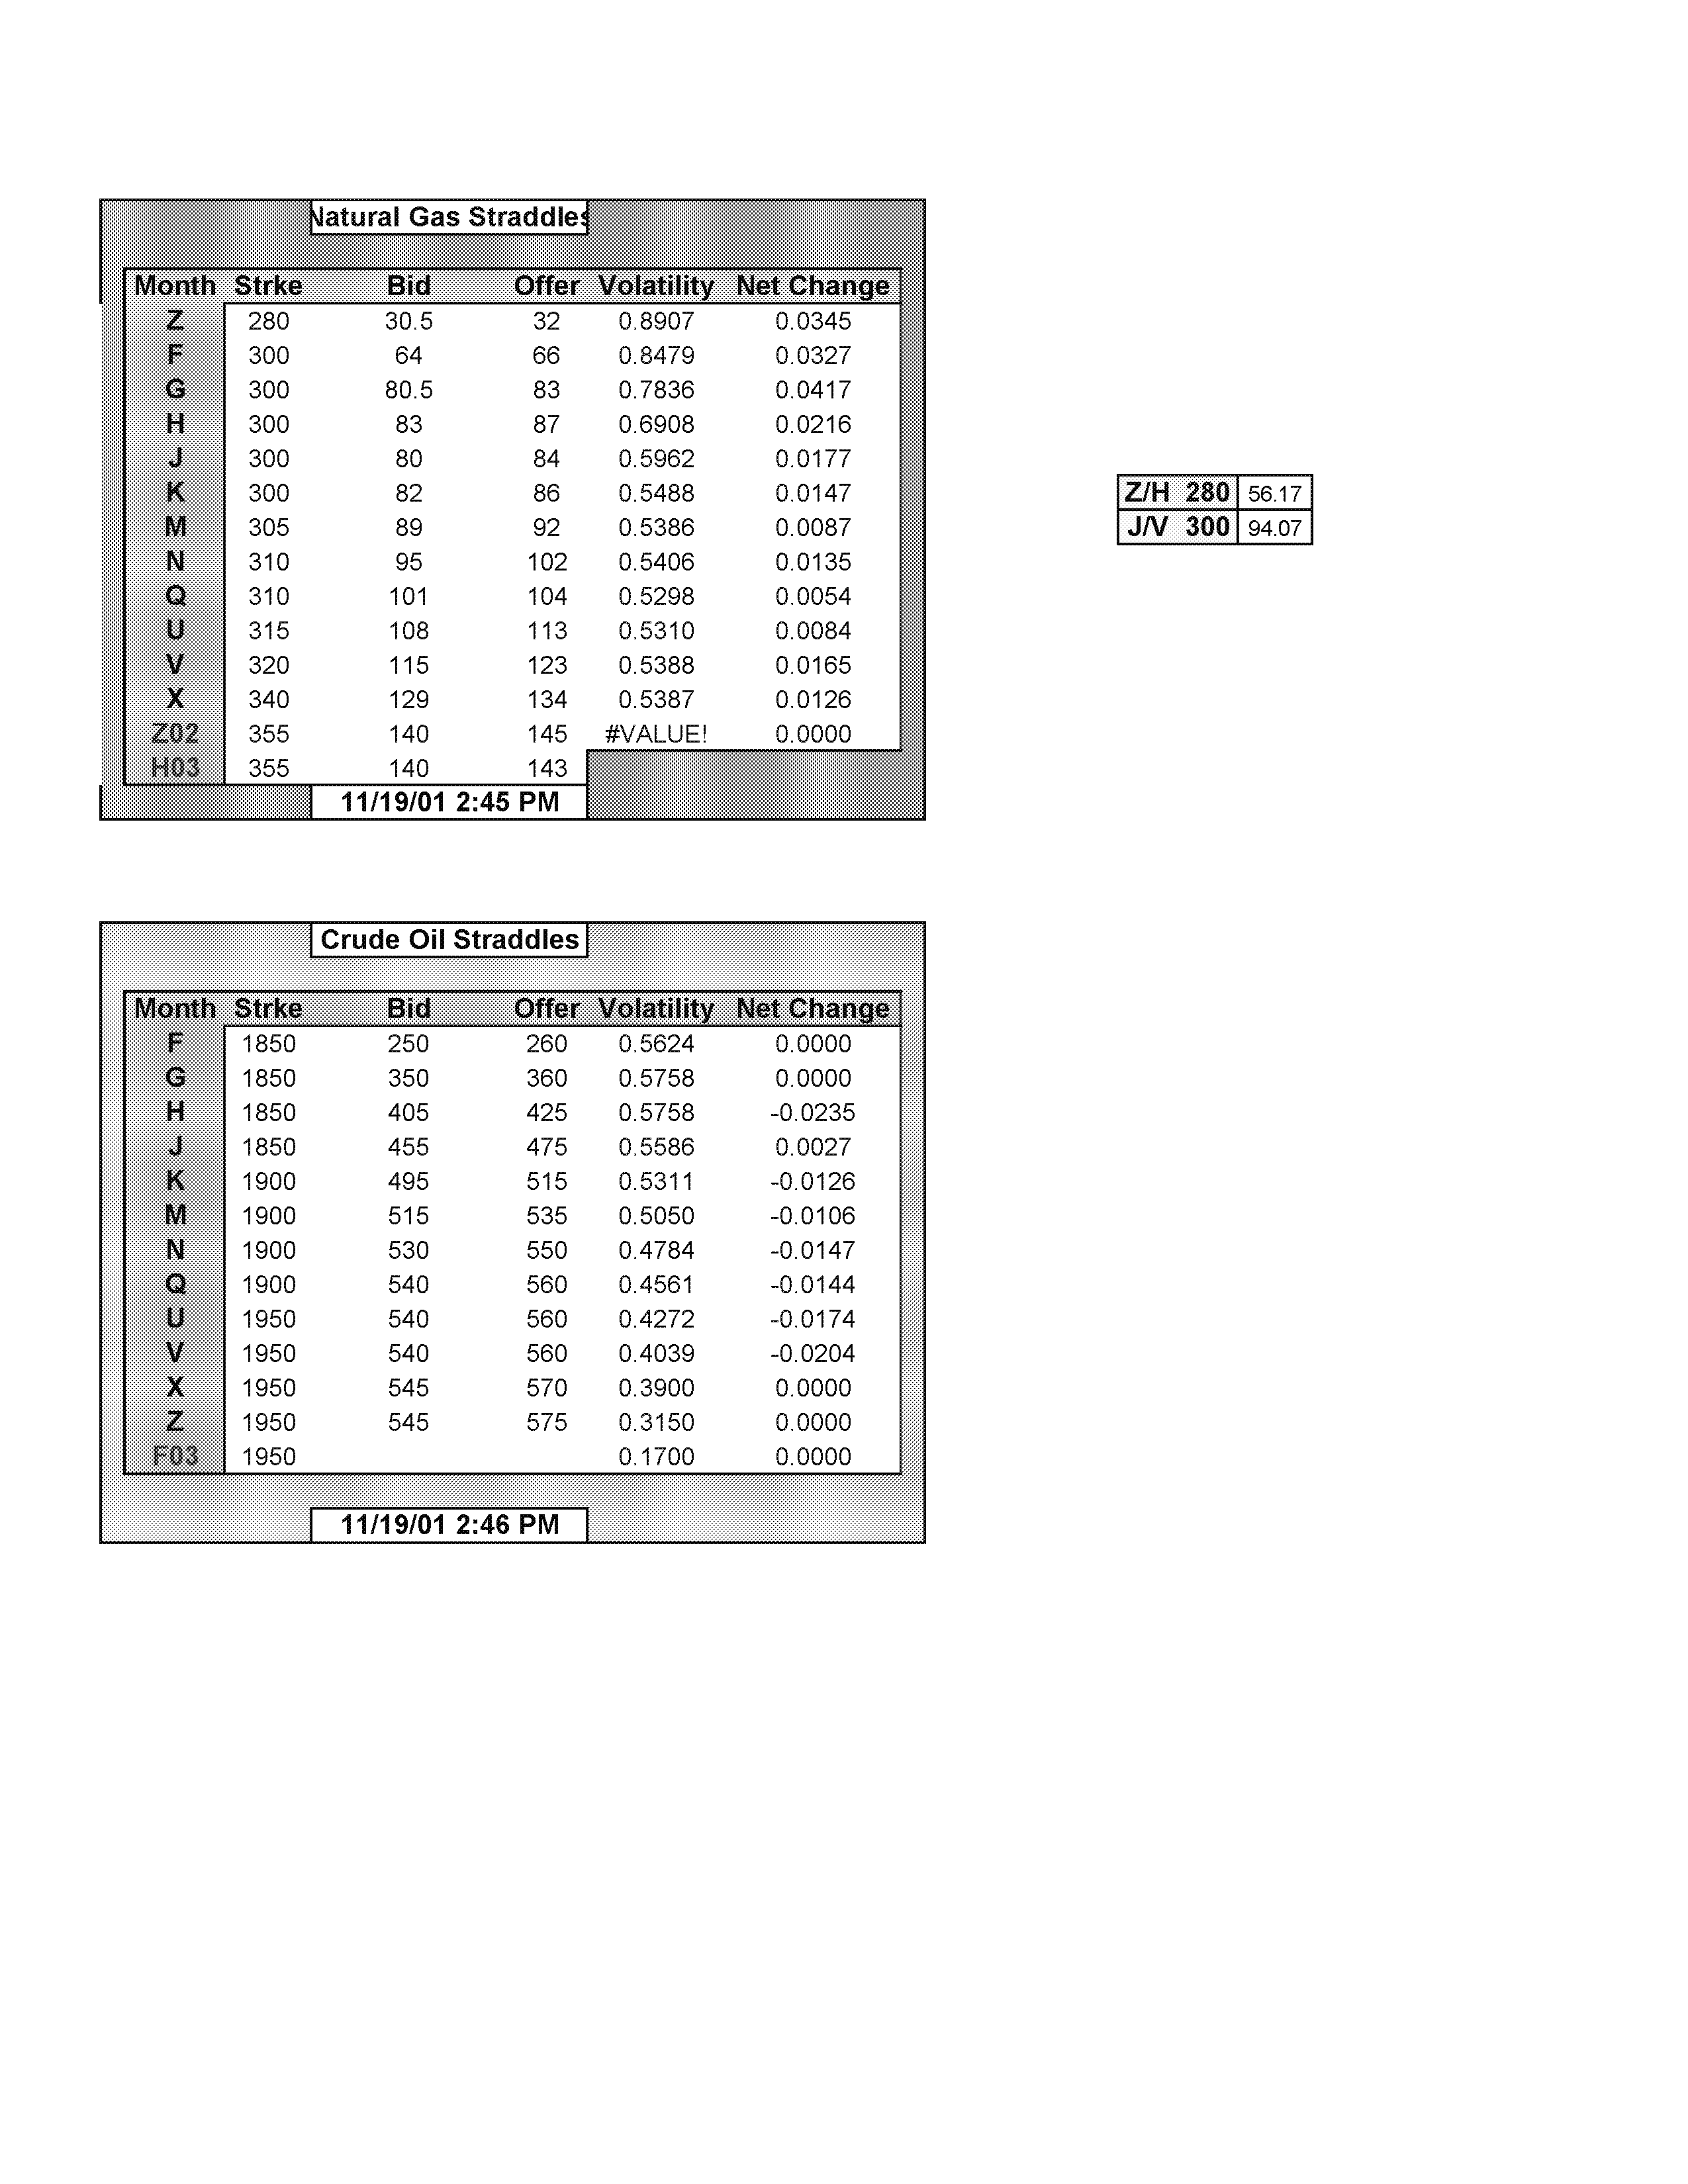 Natural Gas Straddles
Month Strke Bid Offer Volatility Net Change
Z 280 30.5 32 0.8907 0.0345
F 300 64 66 0.8479 0.0327
G 300 80.5 83 0.7836 0.0417
H 300 83 87 0.6908 0.0216
J 300 80 84 0.5962 0.0177
K 300 82 86 0.5488 0.0147
M 305 89 92 0.5386 0.0087
N 310 95 102 0.5406 0.0135
Q 310 101 104 0.5298 0.0054
U 315 108 113 0.5310 0.0084
V 320 115 123 0.5388 0.0165
X 340 129 134 0.5387 0.0126
Z02 355 140 145 #VALUE! 0.0000
H03 355 140 143
11/19/01 2:45 PM
Z/H 280 56.17
J/V 300 94.07
Crude Oil Straddles
Month Strke Bid Offer Volatility Net Change
F 1850 250 260 0.5624 0.0000
G 1850 350 360 0.5758 0.0000
H 1850 405 425 0.5758 -0.0235
J 1850 455 475 0.5586 0.0027
K 1900 495 515 0.5311 -0.0126
M 1900 515 535 0.5050 -0.0106
N 1900 530 550 0.4784 -0.0147
Q 1900 540 560 0.4561 -0.0144
U 1950 540 560 0.4272 -0.0174
V 1950 540 560 0.4039 -0.0204
X 1950 545 570 0.3900 0.0000
Z 1950 545 575 0.3150 0.0000
F03 1950 0.1700 0.0000
11/19/01 2:46 PM